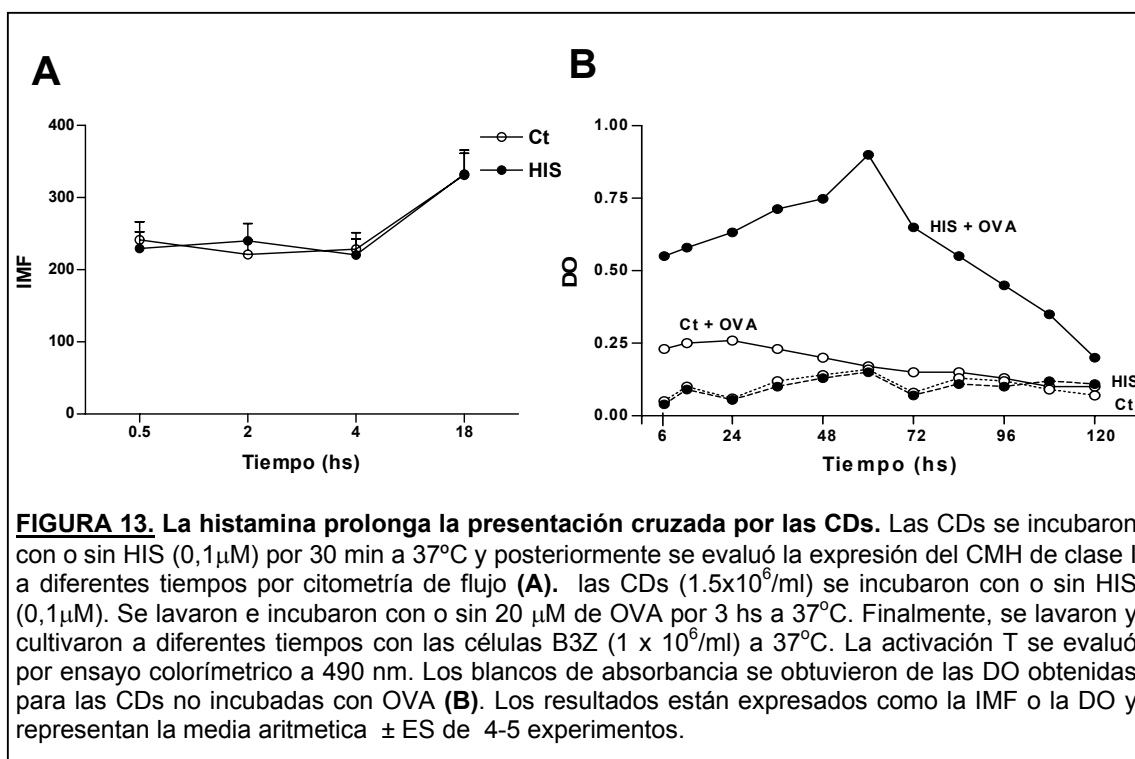 A
B
400
300
200
100
0
IMF
0.5 2 4 18
Tiempo (hs)
Ct
HIS
1.00
0.75
0.50
0.25
0.00
DO
HIS + OVA
Ct + OVA
HIS
Ct
6 24 48 72 96 120
Tiempo (hs)
FIGURA 13. La histamina prolonga la presentación cruzada por las CDs. Las CDs se incubaron
con o sin HIS (0,1μM) por 30 min a 37ºC y posteriormente se evaluó la expresión del CMH de clase I
a diferentes tiempos por citometría de flujo (A). las CDs (1.5x10⁶/ml) se incubaron con o sin HIS
(0,1μM). Se lavaron e incubaron con o sin 20 μM de OVA por 3 hs a 37°C. Finalmente, se lavaron y
cultivaron a diferentes tiempos con las células B3Z (1 x 10⁶/ml) a 37°C. La activación T se evaluó
por ensayo colorímetrico a 490 nm. Los blancos de absorbancia se obtuvieron de las DO obtenidas
para las CDs no incubadas con OVA (B). Los resultados están expresados como la IMF o la DO y
representan la media aritmetica ± ES de 4-5 experimentos.